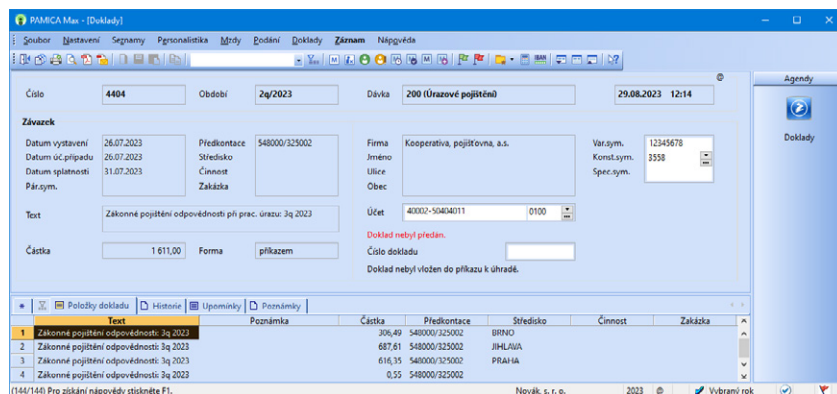 PAMICA Max - [Doklady]
Soubor Nastavení Seznamy Personalistika Mzdy Podání Doklady Záznam Nápověda
Agendy
Číslo 4404 Období 2q/2023 Dávka 200 (Úrazové pojištění) 29.08.2023 12:14
Závazek
Doklady
Datum vystavení 26.07.2023 Předkontace 548000/325002 Firma Kooperativa, pojišťovna, a.s. Var.sym. 12345678
Datum úč.případu 26.07.2023 Středisko Jméno Konst.sym. 3558
Datum splatnosti 31.07.2023 Činnost Ulice Spec.sym.
Pár.sym. Zakázka Obec
Text Zákonné pojištění odpovědnosti při prac. úrazu: 3q 2023 Účet 40002-50404011 0100
Doklad nebyl předán.
Částka 1 611,00 Forma příkazem Číslo dokladu
Doklad nebyl vložen do příkazu k úhradě.
Položky dokladu Historie Upomínky Poznámky
Text Poznámka Částka Předkontace Středisko Činnost Zakázka
1 Zákonné pojištění odpovědnosti: 3q 2023 306,49 548000/325002 BRNO
2 Zákonné pojištění odpovědnosti: 3q 2023 687,61 548000/325002 JIHLAVA
3 Zákonné pojištění odpovědnosti: 3q 2023 616,35 548000/325002 PRAHA
4 Zákonné pojištění odpovědnosti: 3q 2023 0,55 548000/325002
(144/144) Pro získání nápovědy stiskněte F1. Novák, s. r. o. 2023 @ Vybraný rok